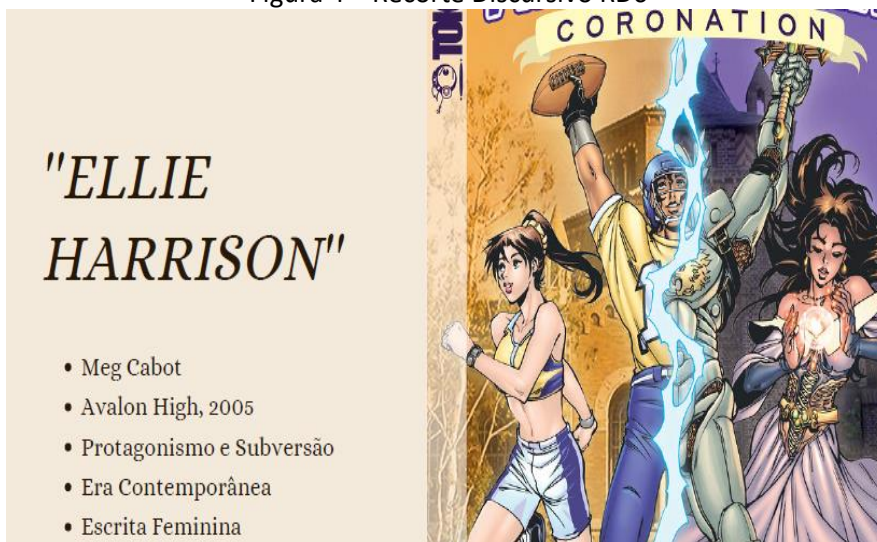 "ELLIE
HARRISON"
• Meg Cabot
• Avalon High, 2005
• Protagonismo e Subversão
• Era Contemporânea
• Escrita Feminina
CORONATION